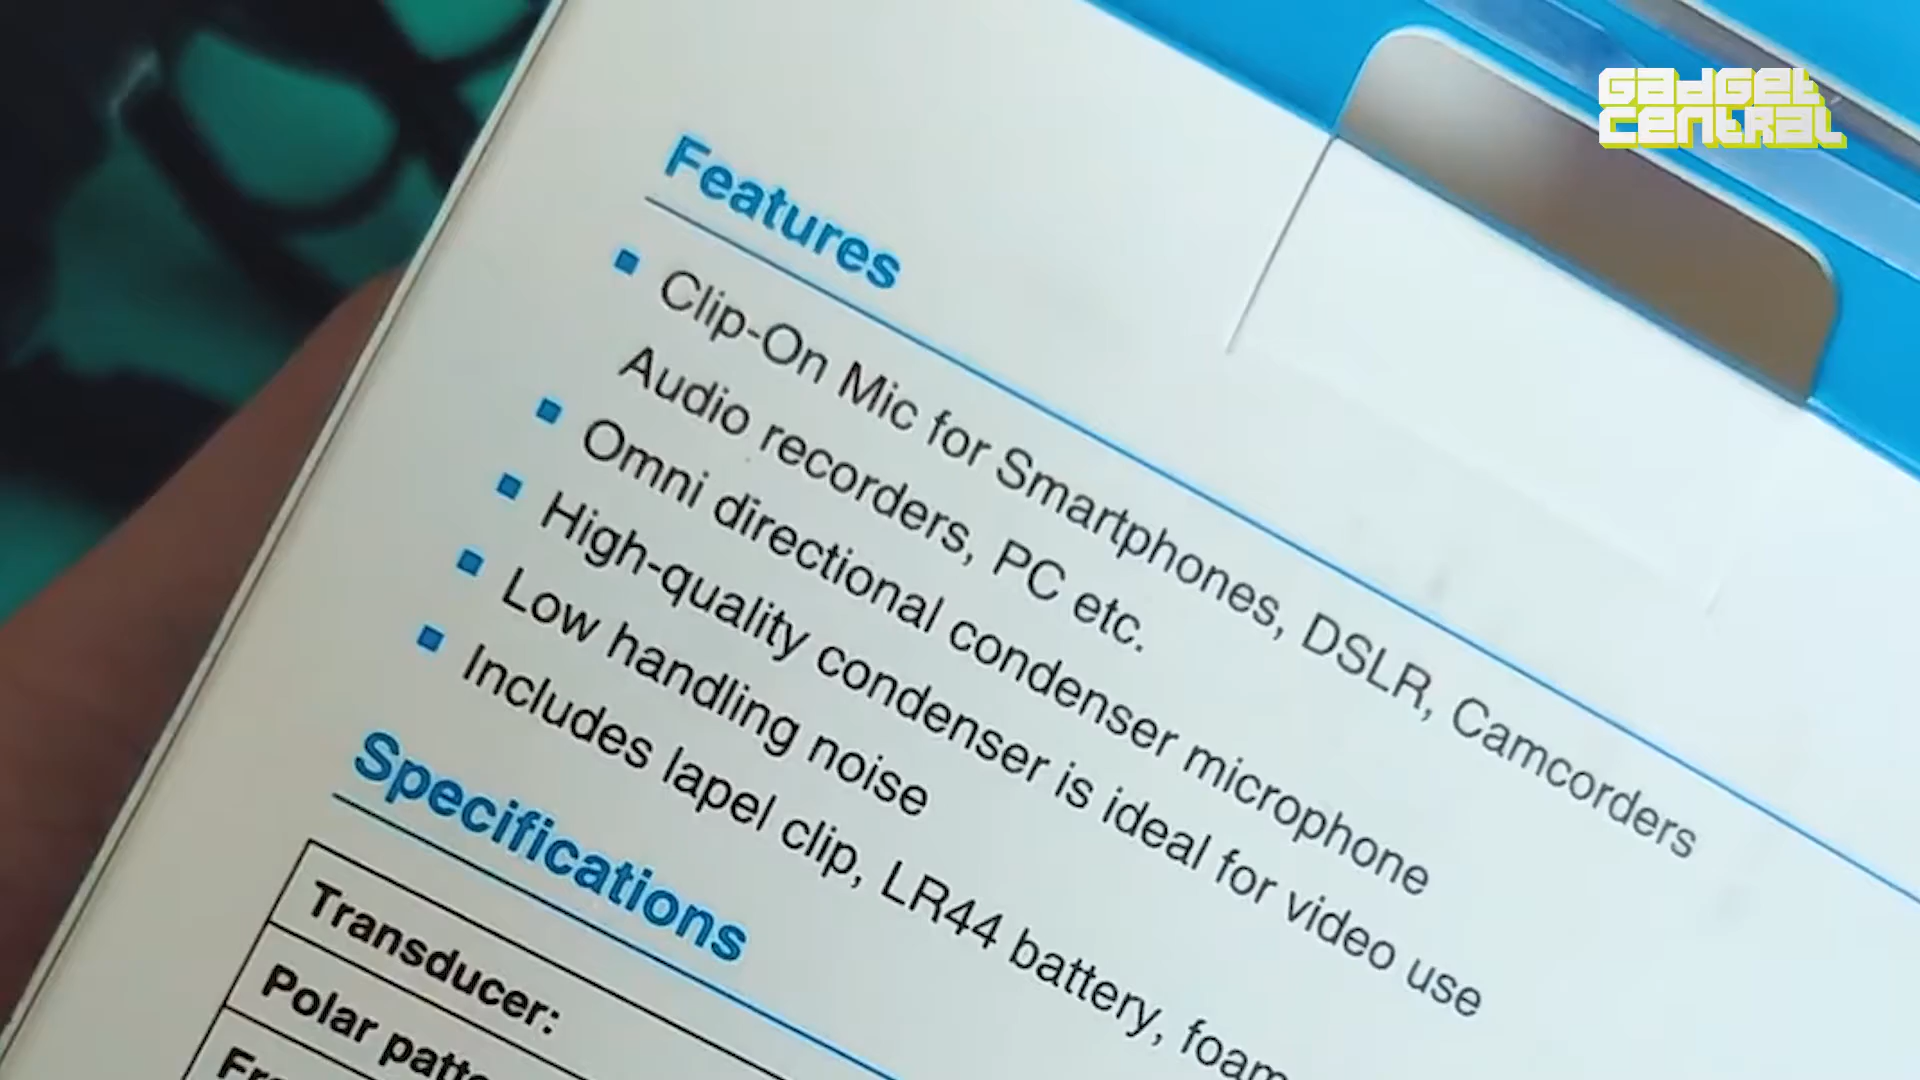 Gadget
Central
Features
Clip-On Mic for Smartphones, DSLR, Camcorders
Audio recorders, PC etc.
Omni directional condenser microphone
High-quality condenser is ideal for video use
Low handling noise
Includes lapel clip, LR44 battery, foam
Specifications
Transducer:
Polar